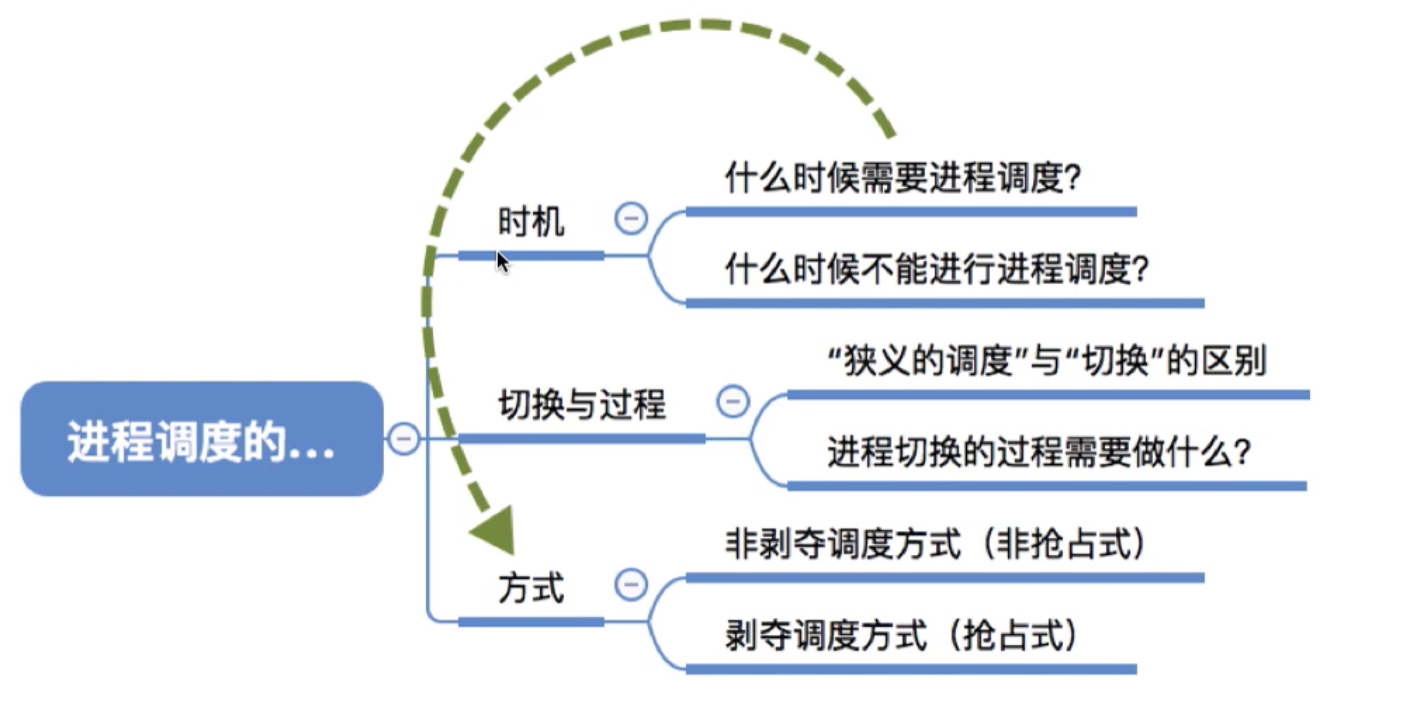 什么时候需要进程调度？
时机
什么时候不能进行进程调度？
“狭义的调度”与“切换”的区别
切换与过程
进程调度的...
进程切换的过程需要做什么？
非剥夺调度方式（非抢占式）
方式
剥夺调度方式（抢占式）